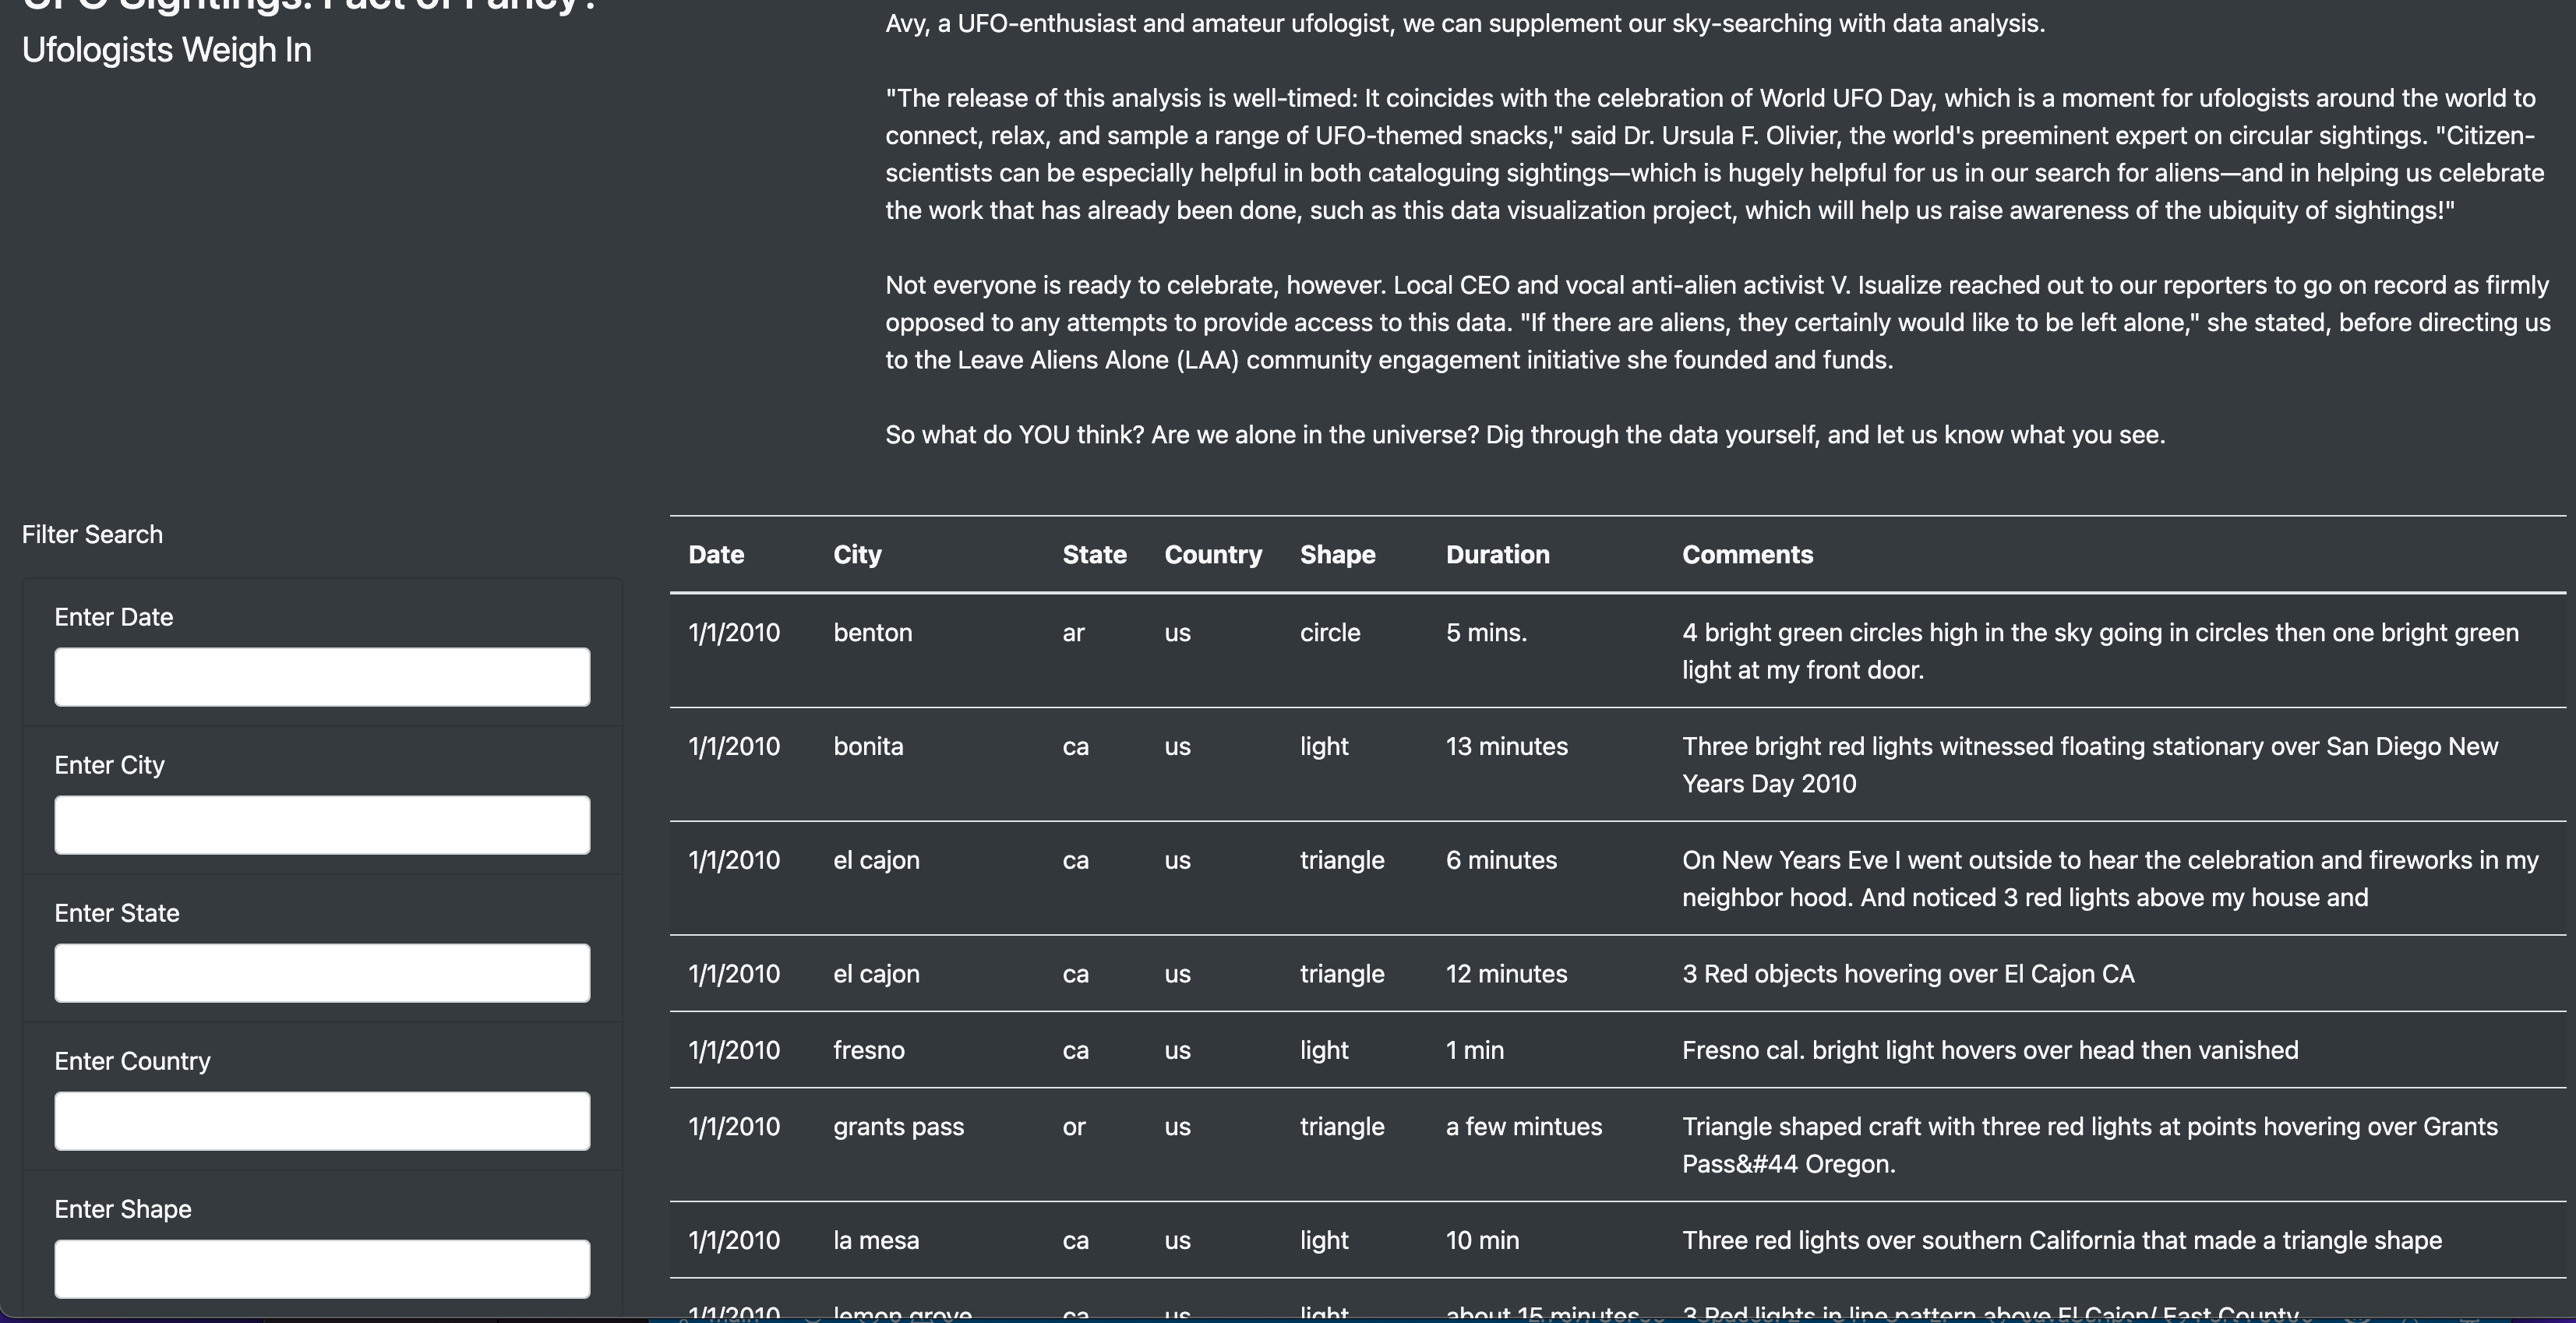 UFO Sightings: Fact or Fancy?
Ufologists Weigh In
Avy, a UFO-enthusiast and amateur ufologist, we can supplement our sky-searching with data analysis.
"The release of this analysis is well-timed: It coincides with the celebration of World UFO Day, which is a moment for ufologists around the world to
connect, relax, and sample a range of UFO-themed snacks," said Dr. Ursula F. Olivier, the world's preeminent expert on circular sightings. "Citizen-
scientists can be especially helpful in both cataloguing sightings—which is hugely helpful for us in our search for aliens—and in helping us celebrate
the work that has already been done, such as this data visualization project, which will help us raise awareness of the ubiquity of sightings!"
Not everyone is ready to celebrate, however. Local CEO and vocal anti-alien activist V. Isualize reached out to our reporters to go on record as firmly
opposed to any attempts to provide access to this data. "If there are aliens, they certainly would like to be left alone," she stated, before directing us
to the Leave Aliens Alone (LAA) community engagement initiative she founded and funds.
So what do YOU think? Are we alone in the universe? Dig through the data yourself, and let us know what you see.
Filter Search
Enter Date
Enter City
Enter State
Enter Country
Enter Shape
Date City State Country Shape Duration Comments
1/1/2010 benton ar us circle 5 mins. 4 bright green circles high in the sky going in circles then one bright green
light at my front door.
1/1/2010 bonita ca us light 13 minutes Three bright red lights witnessed floating stationary over San Diego New
Years Day 2010
1/1/2010 el cajon ca us triangle 6 minutes On New Years Eve I went outside to hear the celebration and fireworks in my
neighbor hood. And noticed 3 red lights above my house and
1/1/2010 el cajon ca us triangle 12 minutes 3 Red objects hovering over El Cajon CA
1/1/2010 fresno ca us light 1 min Fresno cal. bright light hovers over head then vanished
1/1/2010 grants pass or us triangle a few mintues Triangle shaped craft with three red lights at points hovering over Grants
Pass&#44 Oregon.
1/1/2010 la mesa ca us light 10 min Three red lights over southern California that made a triangle shape
1/1/2010 lemon grove ca us light about 15 minutes 3 Red lights in line pattern above El Cajon/ East County